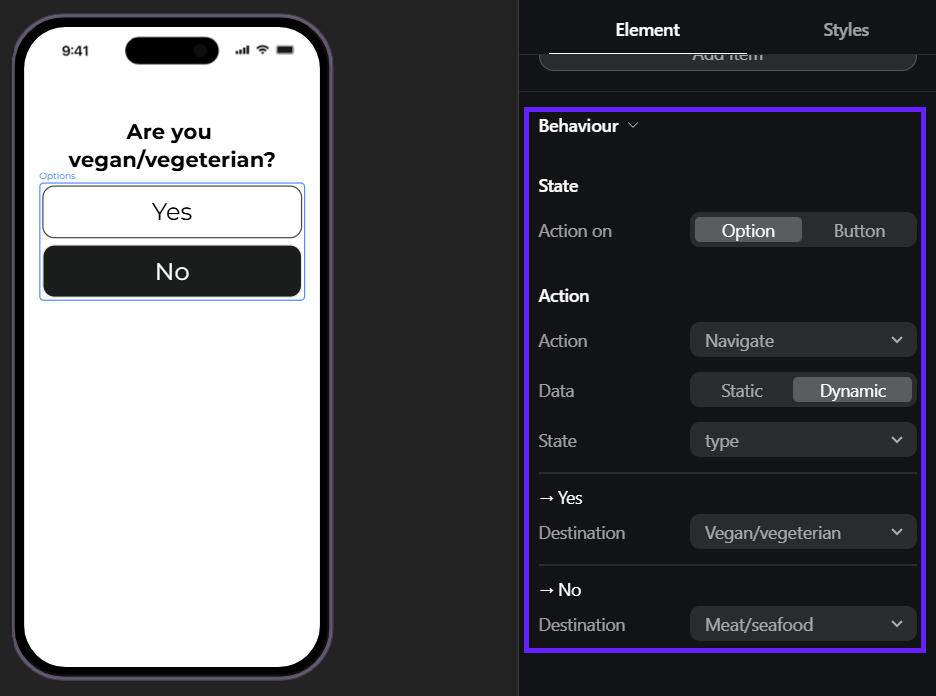 9:41
Are you
vegan/vegeterian?
Options
Yes
No
Element
Styles
Add Item
Behaviour
State
Action on
Option
Button
Action
Action
Navigate
Data
Static
Dynamic
State
type
→ Yes
Destination
Vegan/vegeterian
→ No
Destination
Meat/seafood